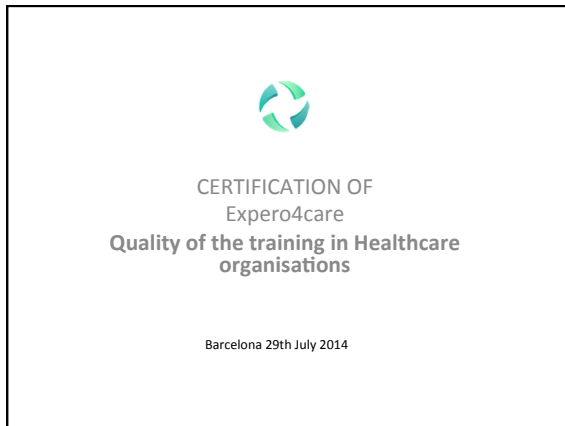 CERTIFICATION OF
Expero4care
Quality of the training in Healthcare
organisations
Barcelona 29th July 2014